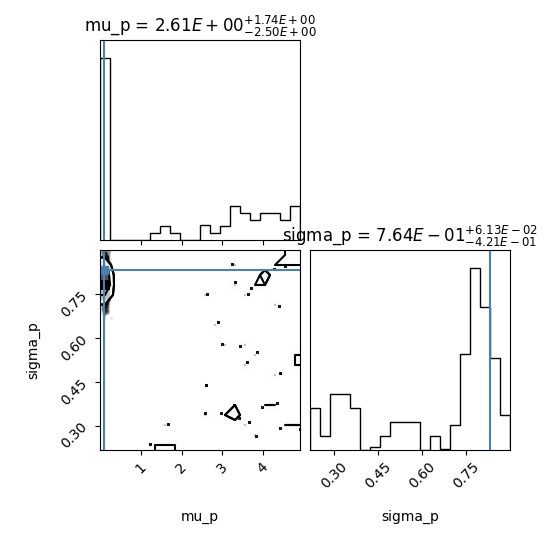 mu_p = 2.61E+00 +1.74E+00 −2.50E+00
sigma_p = 7.64E−01 +6.13E−02 −4.21E−01
sigma_p
0.75
0.60
0.45
0.30
1 2 3 4
0.30 0.45 0.60 0.75
mu_p
sigma_p